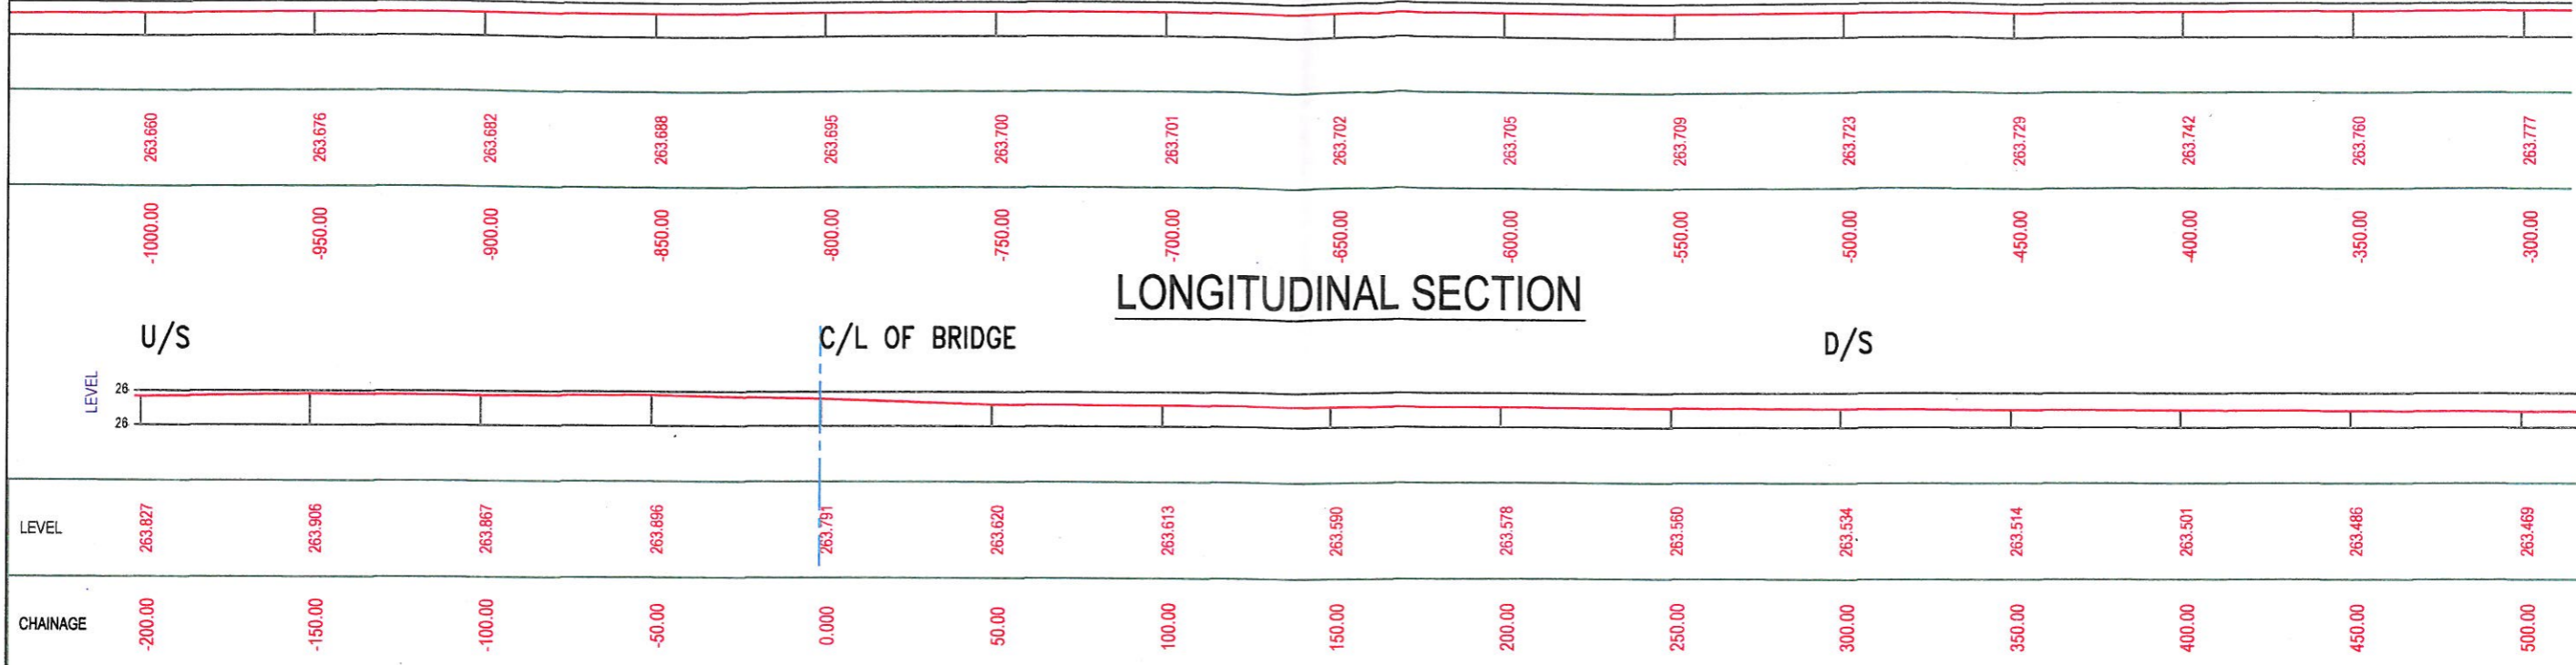 263.660 263.676 263.682 263.688 263.695 263.700 263.701 263.702 263.705 263.709 263.723 263.729 263.742 263.760 263.777
-1000.00 -950.00 -900.00 -850.00 -800.00 -750.00 -700.00 -650.00 -600.00 -550.00 -500.00 -450.00 -400.00 -350.00 -300.00
LONGITUDINAL SECTION
U/S C/L OF BRIDGE D/S
LEVEL
26
26
LEVEL 263.827 263.906 263.867 263.896 263.791 263.620 263.613 263.590 263.578 263.560 263.534 263.514 263.501 263.486 263.469
CHAINAGE -200.00 -150.00 -100.00 -50.00 0.000 50.00 100.00 150.00 200.00 250.00 300.00 350.00 400.00 450.00 500.00